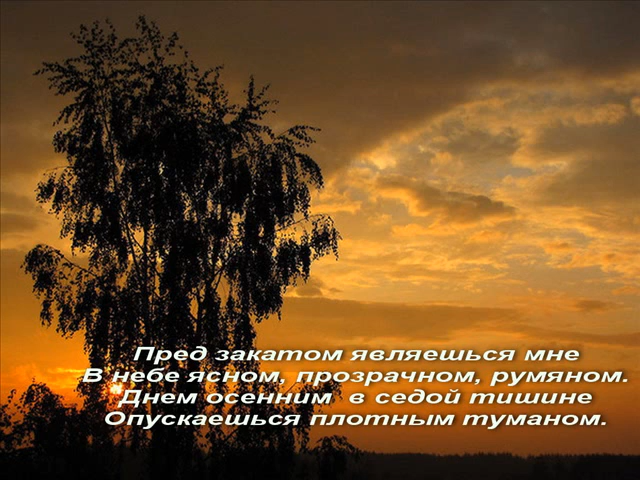 Пред закатом являешься мне
В небе ясном, прозрачном, румяном.
Днем осенним в седой тишине
Опускаешься плотным туманом.